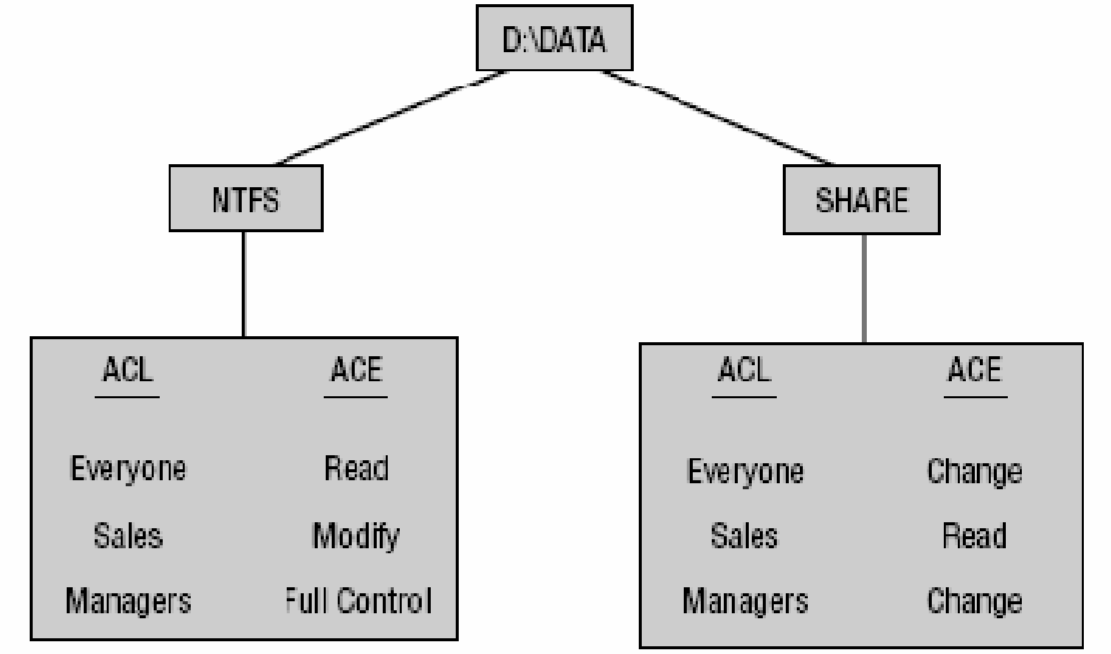 D:\DATA
NTFS
SHARE
ACL ACE
Everyone Read
Sales Modify
Managers Full Control
ACL ACE
Everyone Change
Sales Read
Managers Change